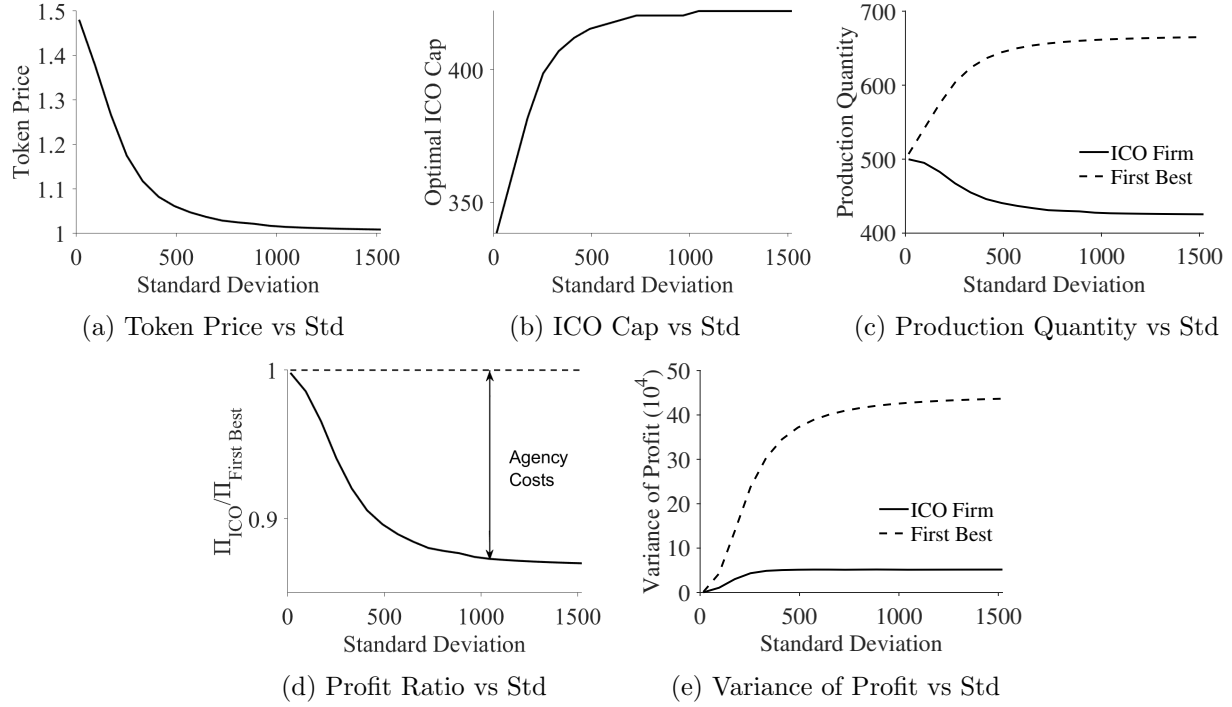 1.5
1.4
1.3
1.2
1.1
1
0 500 1000 1500
Token Price
Standard Deviation
(a) Token Price vs Std
400
350
0 500 1000 1500
Optimal ICO Cap
Standard Deviation
(b) ICO Cap vs Std
700
600
500
400
0 500 1000 1500
Production Quantity
ICO Firm
First Best
Standard Deviation
(c) Production Quantity vs Std
1
0.9
0 500 1000 1500
Π_ICO/Π_First Best
Agency
Costs
Standard Deviation
(d) Profit Ratio vs Std
50
40
30
20
10
0
0 500 1000 1500
Variance of Profit (10^4)
ICO Firm
First Best
Standard Deviation
(e) Variance of Profit vs Std